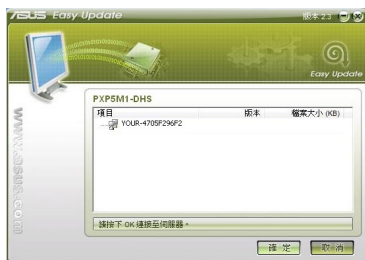 ASUS Easy Update
版本 2.3
Easy Update
PXP5M1-DHS
項目 版本 檔案大小 (KB)
YOUR-4705F296F2
www.asus.com
請按下 OK 連接至伺服器。
確 定 取 消